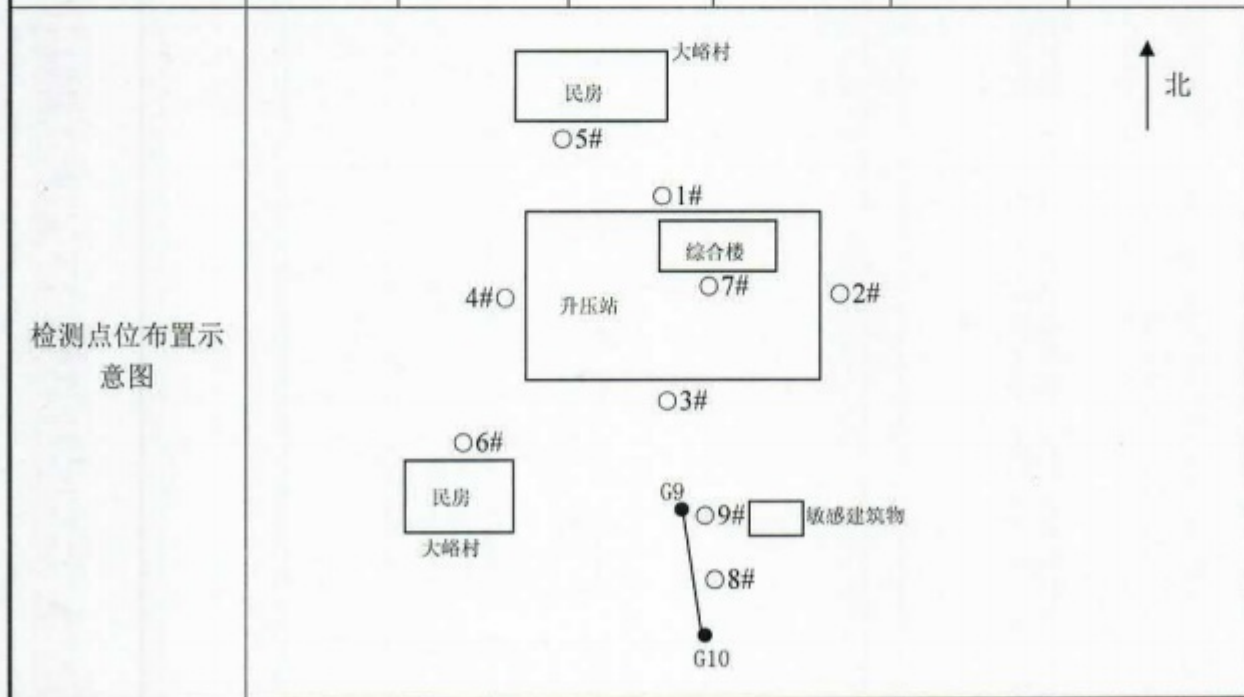 检测点位布置示
意图
大峪村
民房
○5#
北
○1#
综合楼
○7#
4#○
升压站
○2#
○3#
○6#
民房
大峪村
G9
○9#
敏感建筑物
○8#
G10